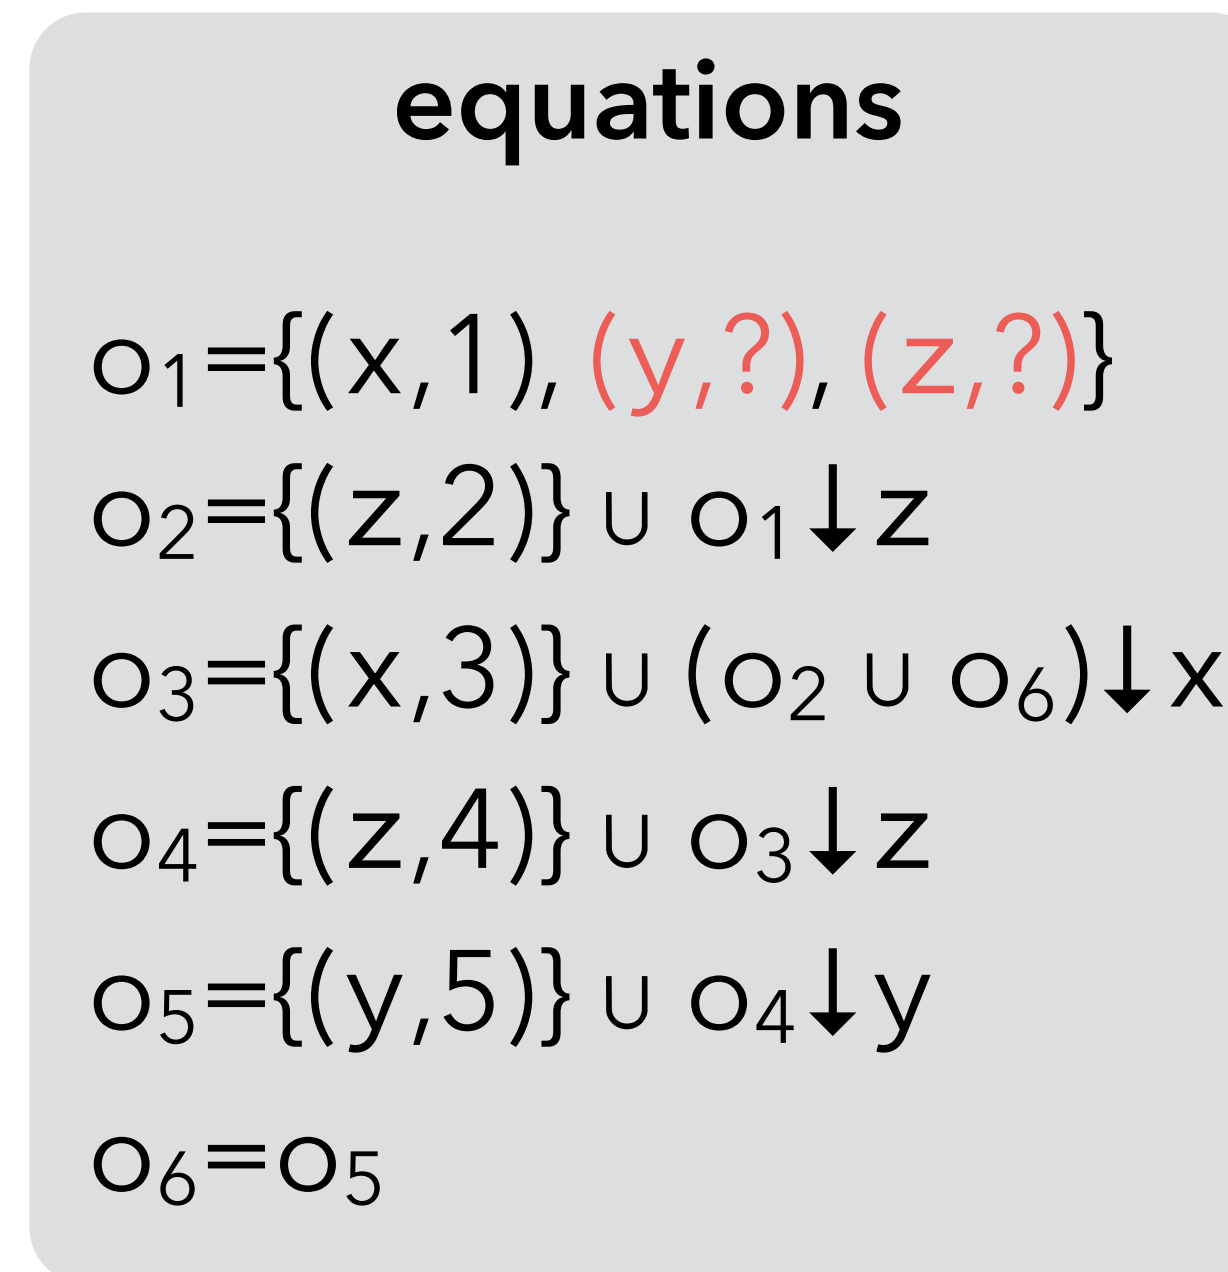 equations
o₁={(x,1), (y,?), (z,?)}
o₂={(z,2)} ∪ o₁↓z
o₃={(x,3)} ∪ (o₂ ∪ o₆)↓x
o₄={(z,4)} ∪ o₃↓z
o₅={(y,5)} ∪ o₄↓y
o₆=o₅